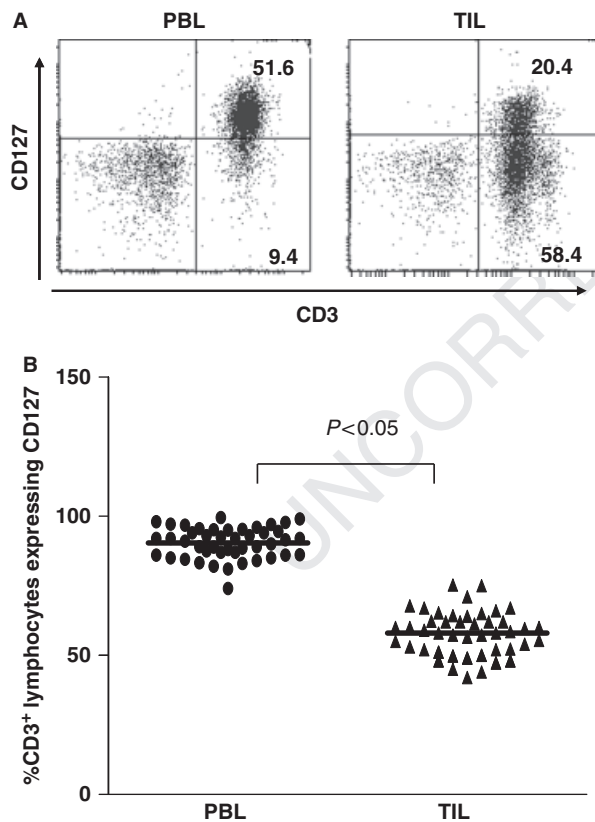 A
PBL
TIL
51.6
20.4
CD127
9.4
58.4
CD3
UNCORRE
B
150
P<0.05
%CD3⁺ lymphocytes expressing CD127
100
50
0
PBL
TIL